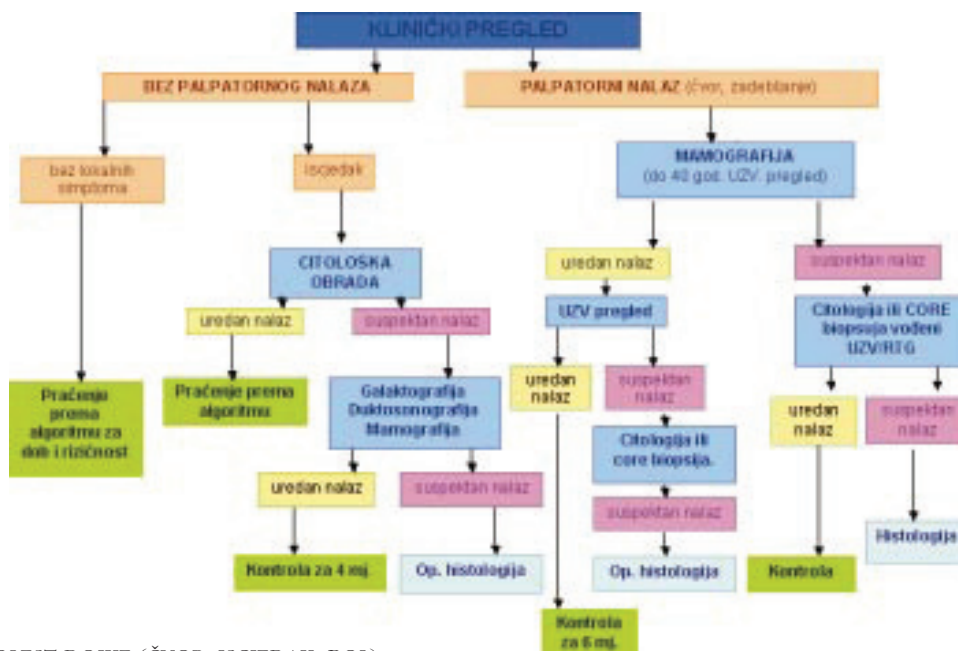 KLINIČKI PREGLED
BEZ PALPATORNOG NALAZA
PALPATORNI NALAZ (čvor, zadebljanje)
bez lokalnih
simptoma
iscjedak
MAMOGRAFIJA
(do 40 god. UZV. pregled)
CITOLOŠKA
OBRADA
uredan nalaz
suspektan nalaz
uredan nalaz
suspektan nalaz
UZV pregled
Citologija ili CORE
biopsuja vođeni
UZV/RTG
Praćenje
prema
algoritmu za
dob i rizičnost
Praćenje prema
algoritmu
Galaktografija
Duktosonografija
Mamografija
uredan
nalaz
suspektan
nalaz
uredan
nalaz
suspektan
nalaz
Citologija ili
core biopsija.
uredan nalaz
suspektan nalaz
suspektan nalaz
Histologija
Kontrola za 4 mj.
Op. histologija
Op. histologija
Kontrola
Kontrola
za 6 mj.